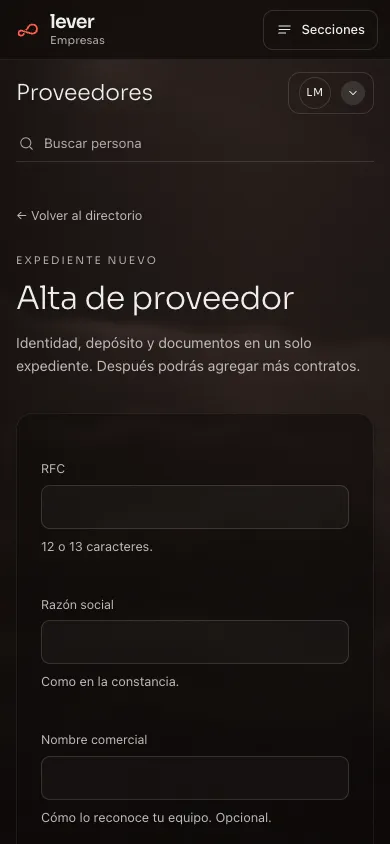 lever
Empresas
Secciones
Proveedores
LM
Buscar persona
← Volver al directorio
EXPEDIENTE NUEVO
Alta de proveedor
Identidad, depósito y documentos en un solo
expediente. Después podrás agregar más contratos.
RFC
12 o 13 caracteres.
Razón social
Como en la constancia.
Nombre comercial
Cómo lo reconoce tu equipo. Opcional.